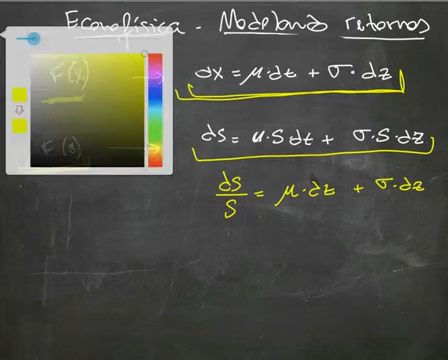 Econofísica - Modelando retornos
F(x) → dx = μ·dt + σ·dz
F(s) → ds = μ·S·dt + σ·S·dz
ds/S = μ·dt + σ·dz